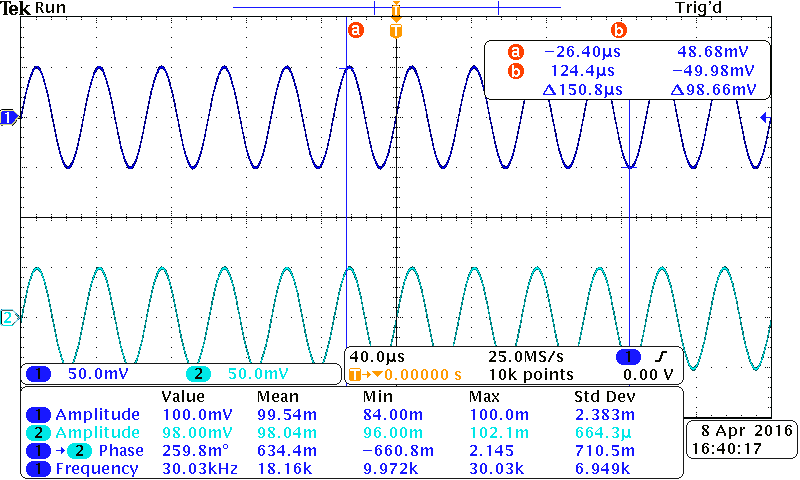 Tek Run Trig'd
T
a T b
a −26.40µs 48.68mV
b 124.4µs −49.98mV
Δ150.8µs Δ98.66mV
1
2
1 50.0mV 2 50.0mV
40.0µs 25.0MS/s 1
T 0.00000 s 10k points 0.00 V
Value Mean Min Max Std Dev
1 Amplitude 100.0mV 99.54m 84.00m 100.0m 2.383m
2 Amplitude 98.00mV 98.04m 96.00m 102.1m 664.3µ
1 → 2 Phase 259.8m° 634.4m −660.8m 2.145 710.5m
1 Frequency 30.03kHz 18.16k 9.972k 30.03k 6.949k
8 Apr 2016
16:40:17